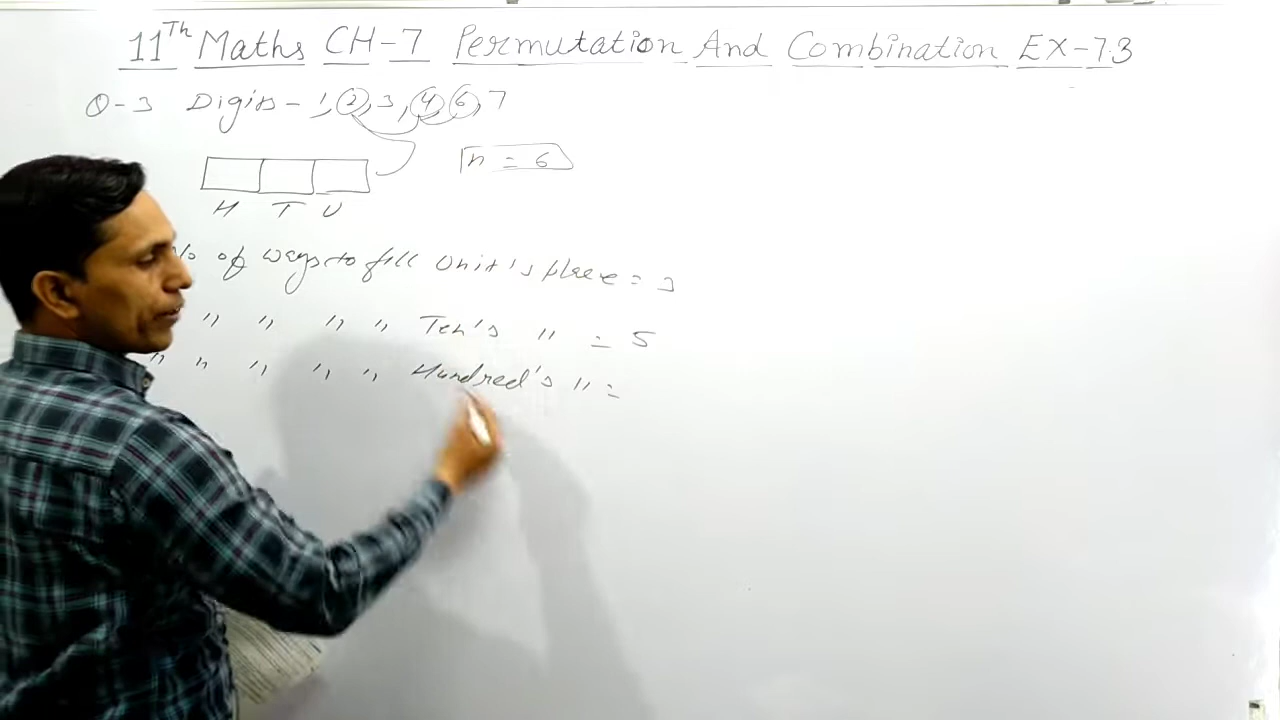 11Th Maths CH-7 Permutation And Combination EX-7.3
Q-3 Digits - 1, 2, 3, 4, 6, 7
n = 6
H T U
No of ways to fill Unit's place = 3
" " " " Ten's " = 5
" " " " " Hundred's " =